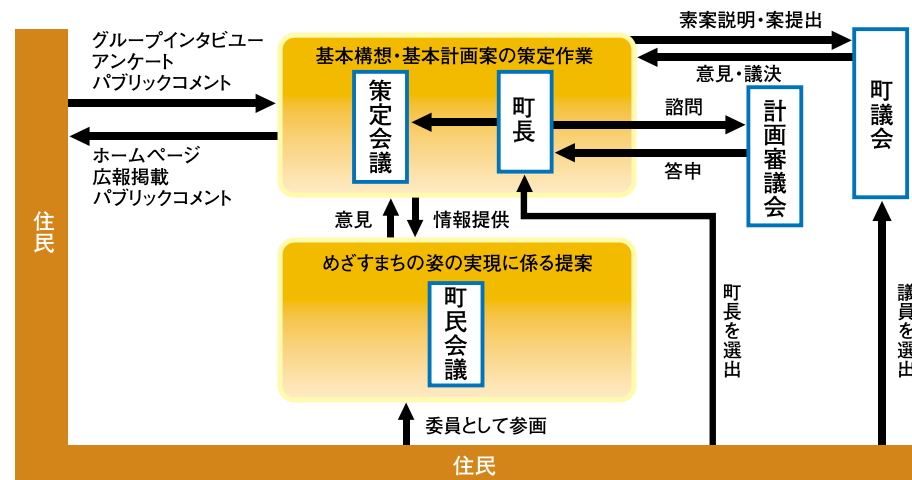 グループインタビュー
アンケート
パブリックコメント
ホームページ
広報掲載
パブリックコメント
住民
基本構想・基本計画案の策定作業
策定会議
町長
素案説明・案提出
意見・議決
諮問
答申
計画審議会
町議会
意見
情報提供
めざすまちの姿の実現に係る提案
町民会議
町長を選出
議員を選出
委員として参画
住民